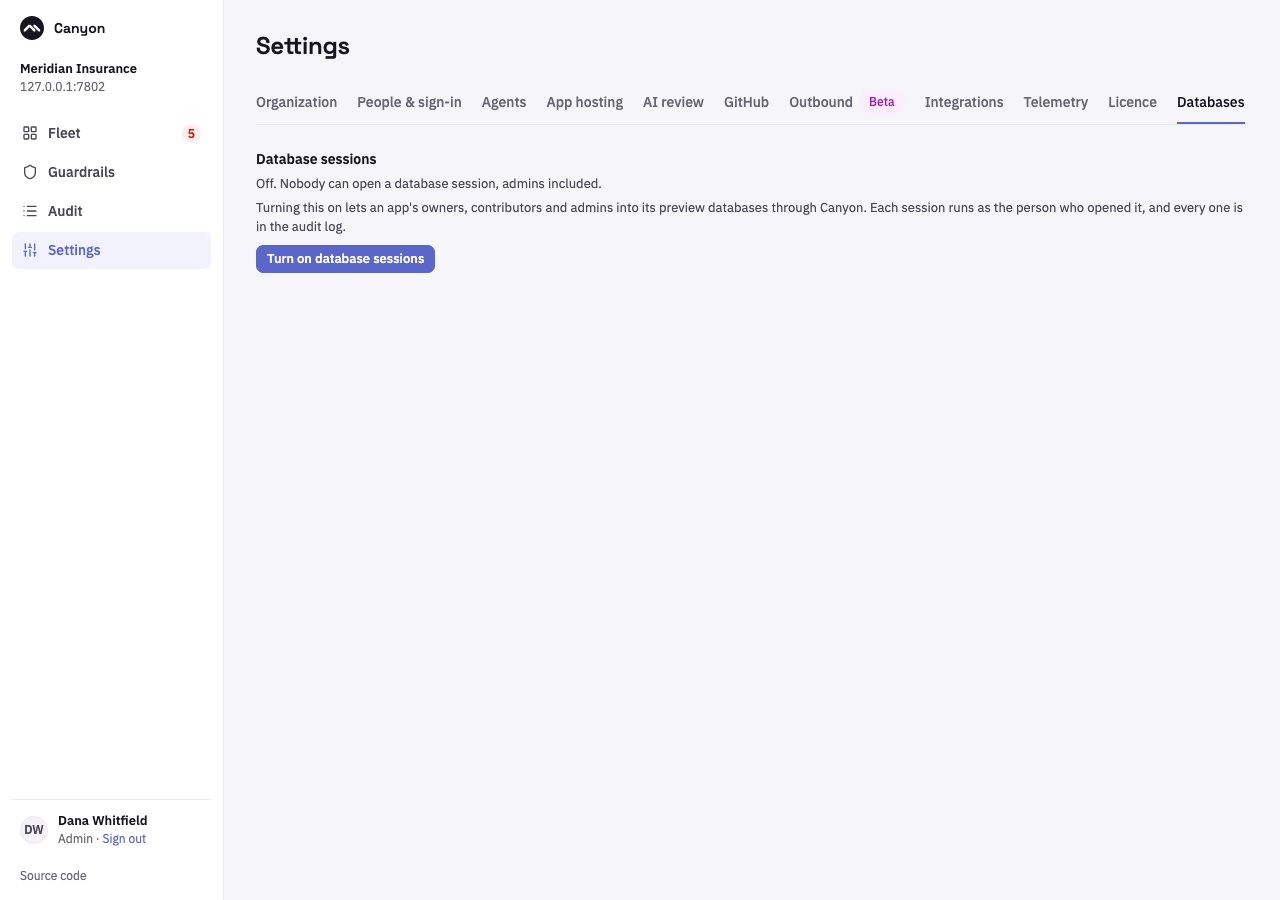 Canyon
Meridian Insurance
127.0.0.1:7802
Fleet 5
Guardrails
Audit
Settings
Dana Whitfield
DW
Admin · Sign out
Source code
Settings
Organization People & sign-in Agents App hosting AI review GitHub Outbound Beta Integrations Telemetry Licence Databases
Database sessions
Off. Nobody can open a database session, admins included.
Turning this on lets an app's owners, contributors and admins into its preview databases through Canyon. Each session runs as the person who opened it, and every one is
in the audit log.
Turn on database sessions